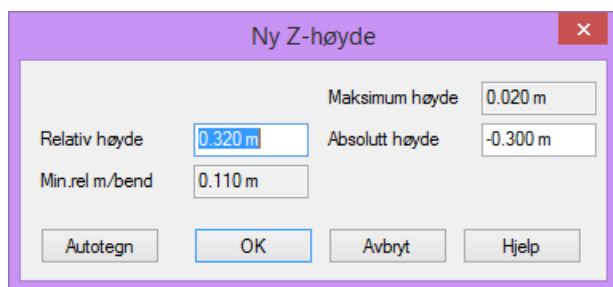 Ny Z-høyde
Maksimum høyde 0.020 m
Relativ høyde 0.320 m Absolutt høyde -0.300 m
Min.rel m/bend 0.110 m
Autotegn OK Avbryt Hjelp